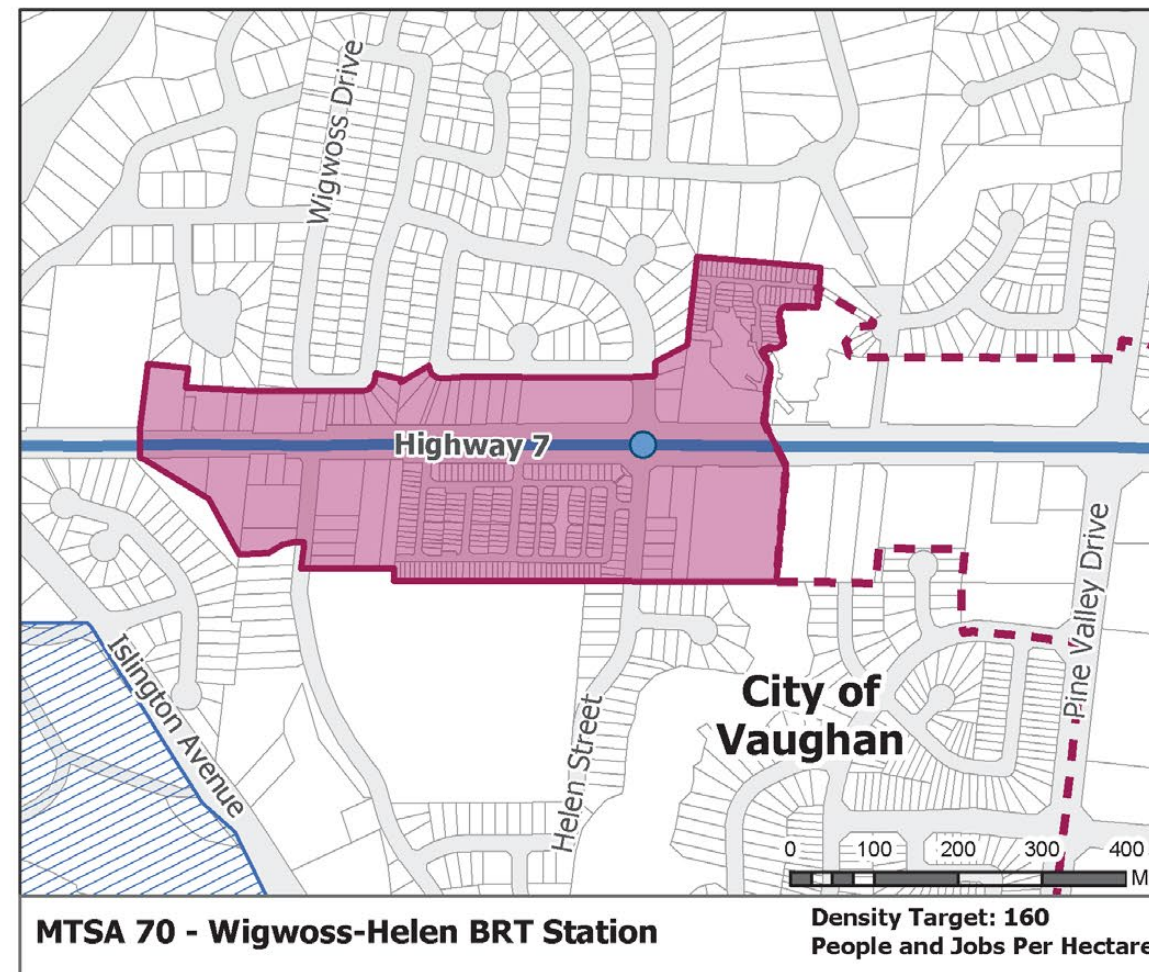 Wigwoss Drive
Highway 7
Pine Valley Drive
Islington Avenue
City of
Vaughan
Helen Street
0 100 200 300 400
M
MTSA 70 - Wigwoss-Helen BRT Station
Density Target: 160
People and Jobs Per Hectare